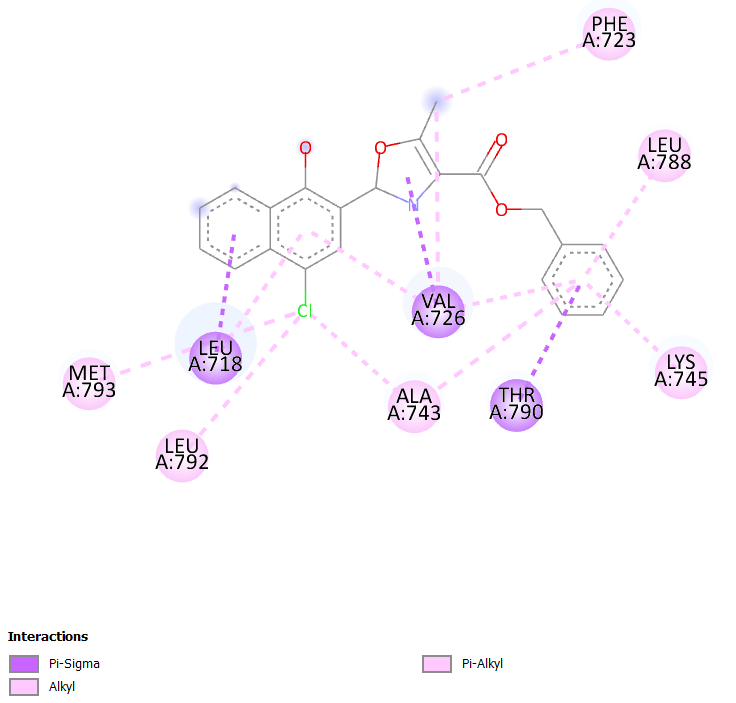 PHE
A:723
LEU
A:788
O
O
O
N
O
VAL
A:726
Cl
LEU
A:718
MET
A:793
LYS
A:745
ALA
A:743
THR
A:790
LEU
A:792
Interactions
Pi-Sigma
Pi-Alkyl
Alkyl